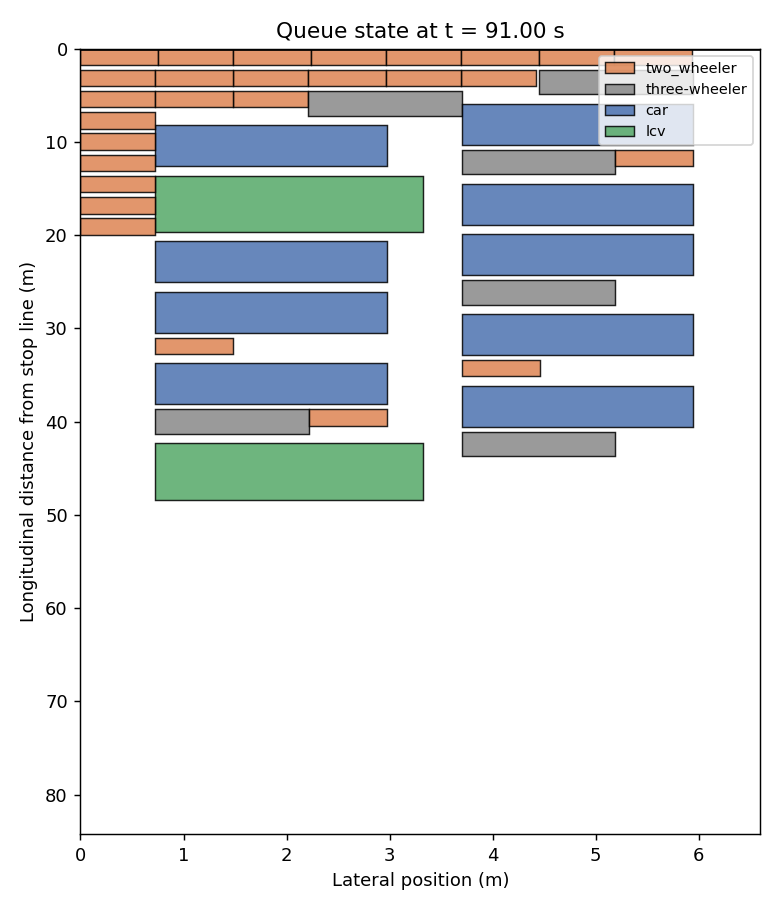 Queue state at t = 91.00 s
0
10
20
30
40
50
60
70
80
Longitudinal distance from stop line (m)
two_wheeler
three-wheeler
car
lcv
0 1 2 3 4 5 6
Lateral position (m)